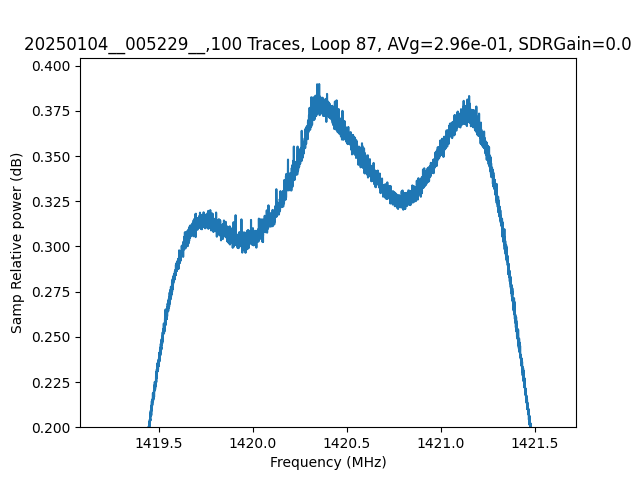 20250104__005229__,100 Traces, Loop 87, AVg=2.96e-01, SDRGain=0.0
0.400
0.375
0.350
0.325
0.300
0.275
0.250
0.225
0.200
Samp Relative power (dB)
1419.5 1420.0 1420.5 1421.0 1421.5
Frequency (MHz)